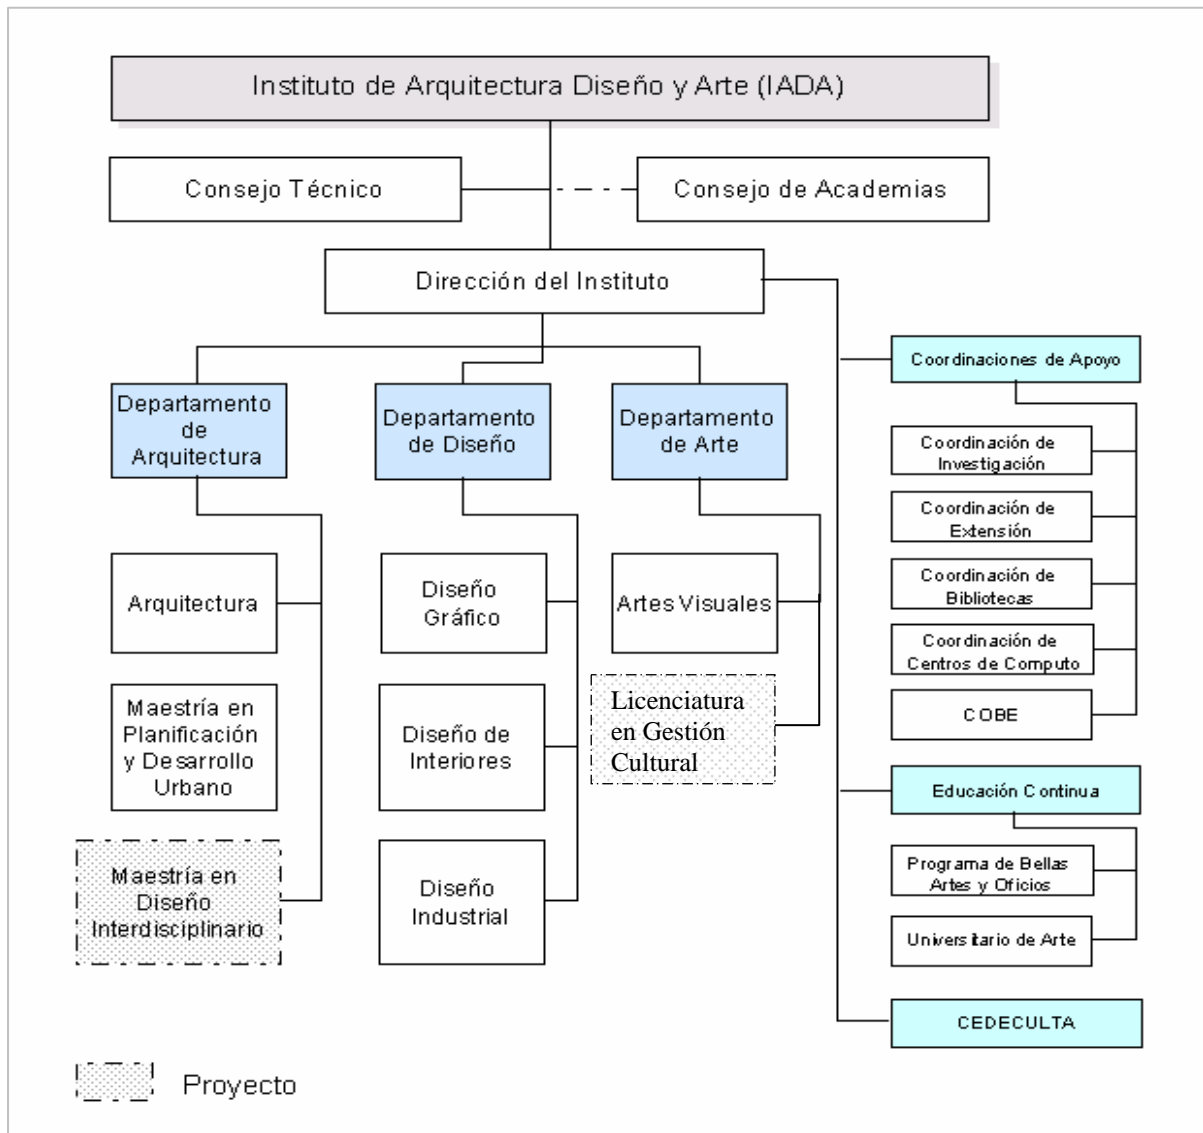 Instituto de Arquitectura Diseño y Arte (IADA)
Consejo Técnico
Consejo de Academias
Dirección del Instituto
Departamento
de
Arquitectura
Departamento
de Diseño
Departamento
de Arte
Arquitectura
Maestría en
Planificación
y Desarrollo
Urbano
Maestría en
Diseño
Interdisciplinario
Diseño
Gráfico
Diseño de
Interiores
Diseño
Industrial
Artes Visuales
Licenciatura
en Gestión
Cultural
Coordinaciones de Apoyo
Coordinación de
Investigación
Coordinación de
Extensión
Coordinación de
Bibliotecas
Coordinación de
Centros de Computo
COBE
Educación Continua
Programa de Bellas
Artes y Oficios
Universitario de Arte
CEDECULTA
Proyecto